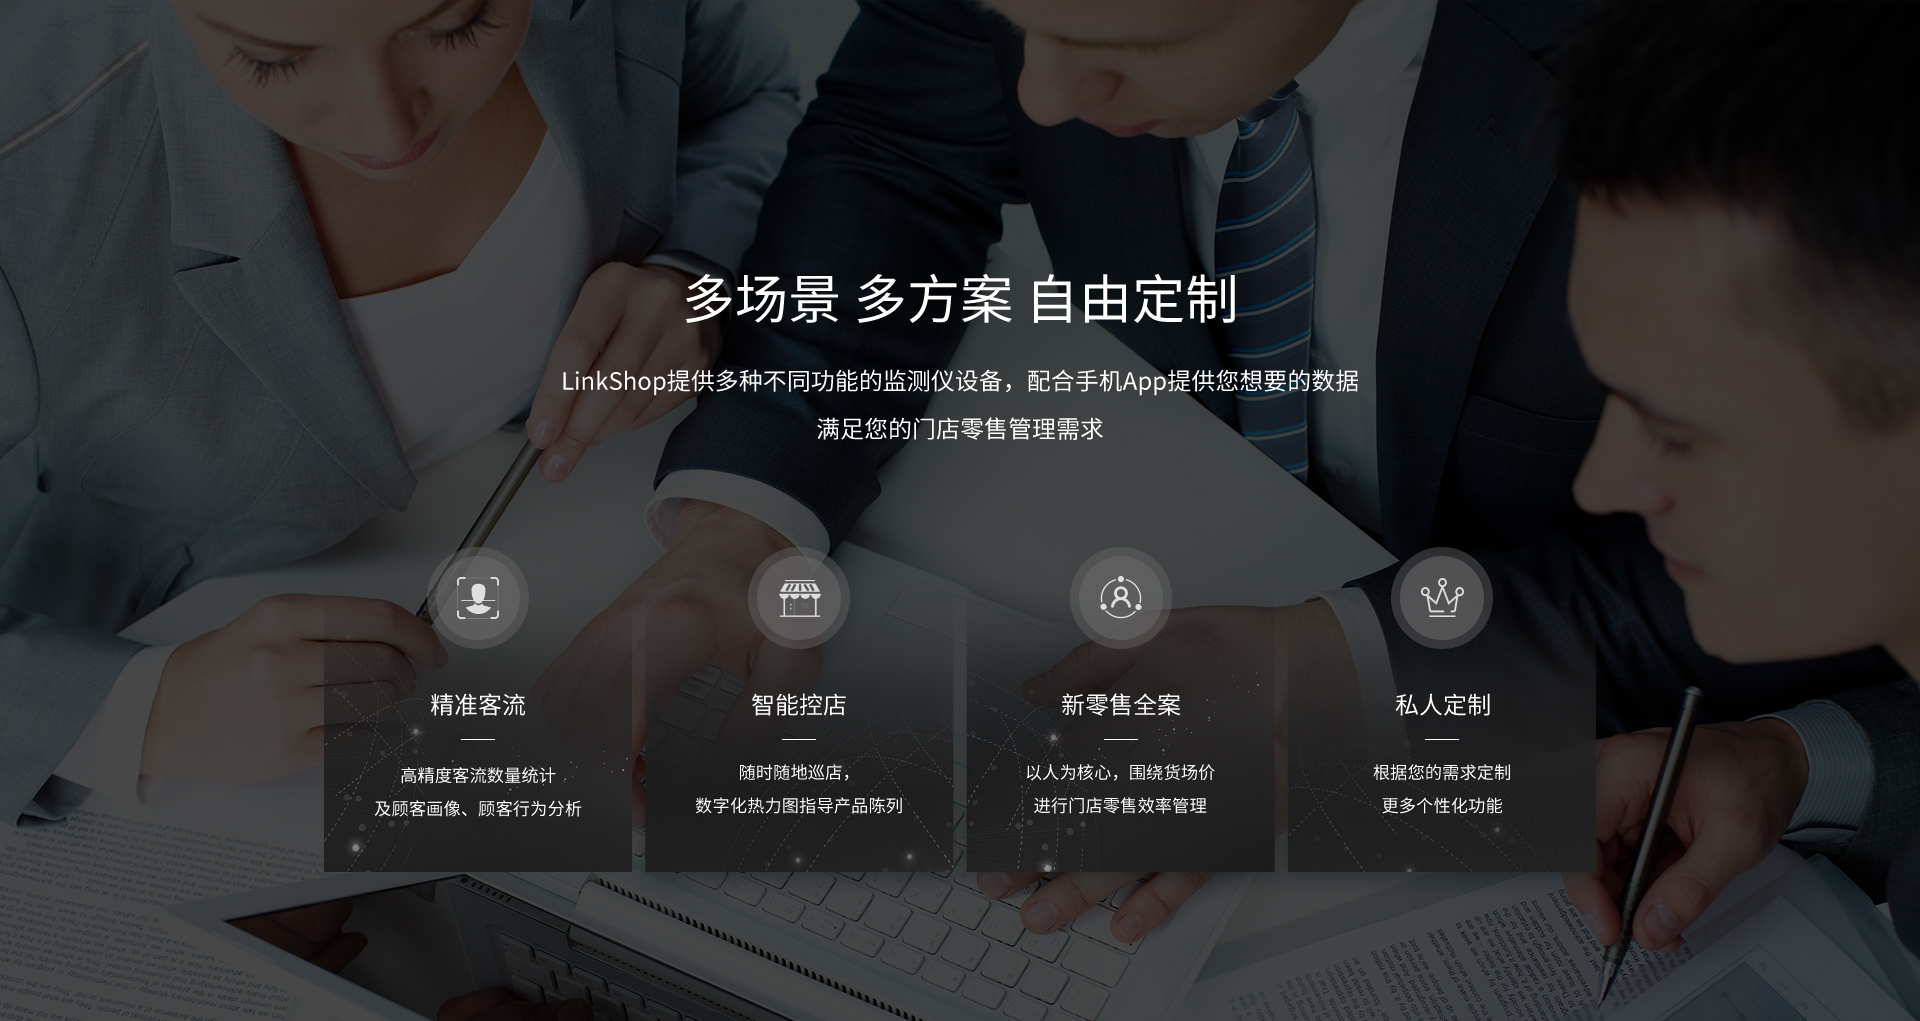 多场景 多方案 自由定制
LinkShop提供多种不同功能的监测仪设备，配合手机App提供您想要的数据
满足您的门店零售管理需求
精准客流
高精度客流数量统计
及顾客画像、顾客行为分析
智能控店
随时随地巡店，
数字化热力图指导产品陈列
新零售全案
以人为核心，围绕货场价
进行门店零售效率管理
私人定制
根据您的需求定制
更多个性化功能